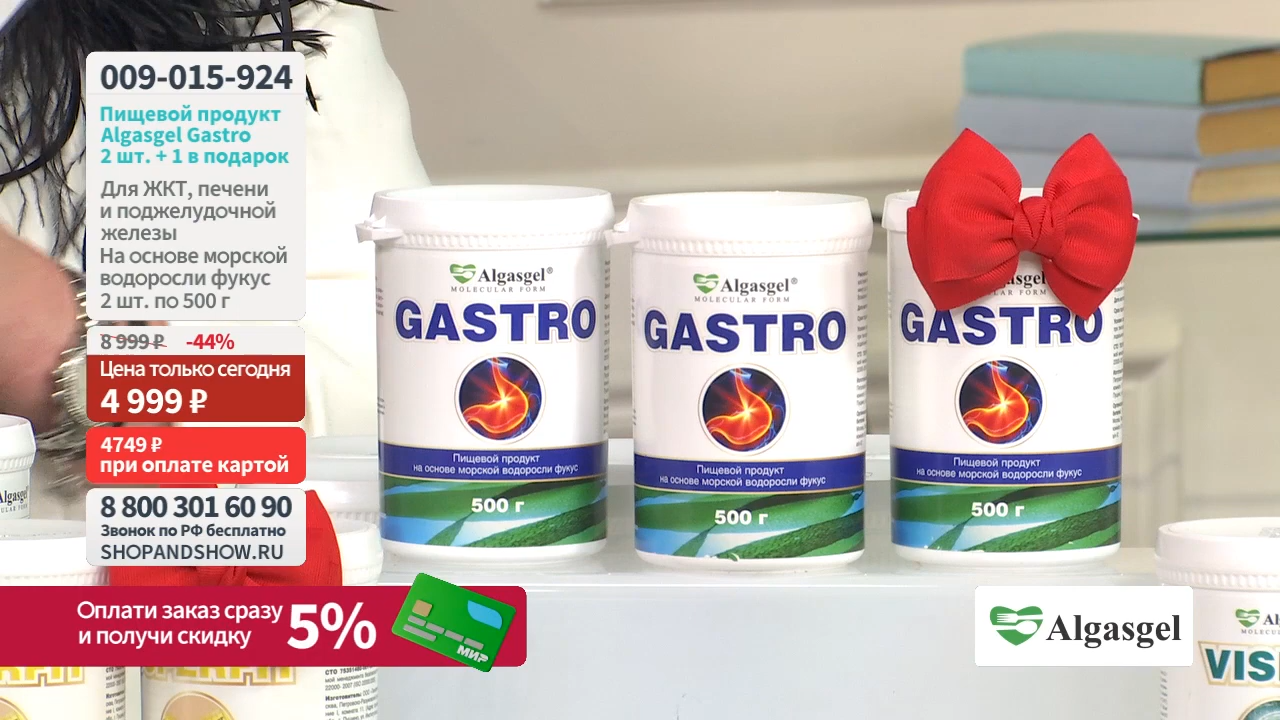 009-015-924
Пищевой продукт
Algasgel Gastro
2 шт. + 1 в подарок
Для ЖКТ, печени
и поджелудочной
железы
На основе морской
водоросли фукус
2 шт. по 500 г
8 999 ₽ -44%
Цена только сегодня
4 999 ₽
4749 ₽
при оплате картой
8 800 301 60 90
Звонок по РФ бесплатно
SHOPANDSHOW.RU
Оплати заказ сразу
и получи скидку
5%
МИР
Algasgel®
MOLECULAR FORM
GASTRO
Пищевой продукт
на основе морской водоросли фукус
500 г
Algasgel®
MOLECULAR FORM
GASTRO
Пищевой продукт
на основе морской водоросли фукус
500 г
GASTRO
Пищевой продукт
на основе морской водоросли фукус
500 г
Algasgel
VIS